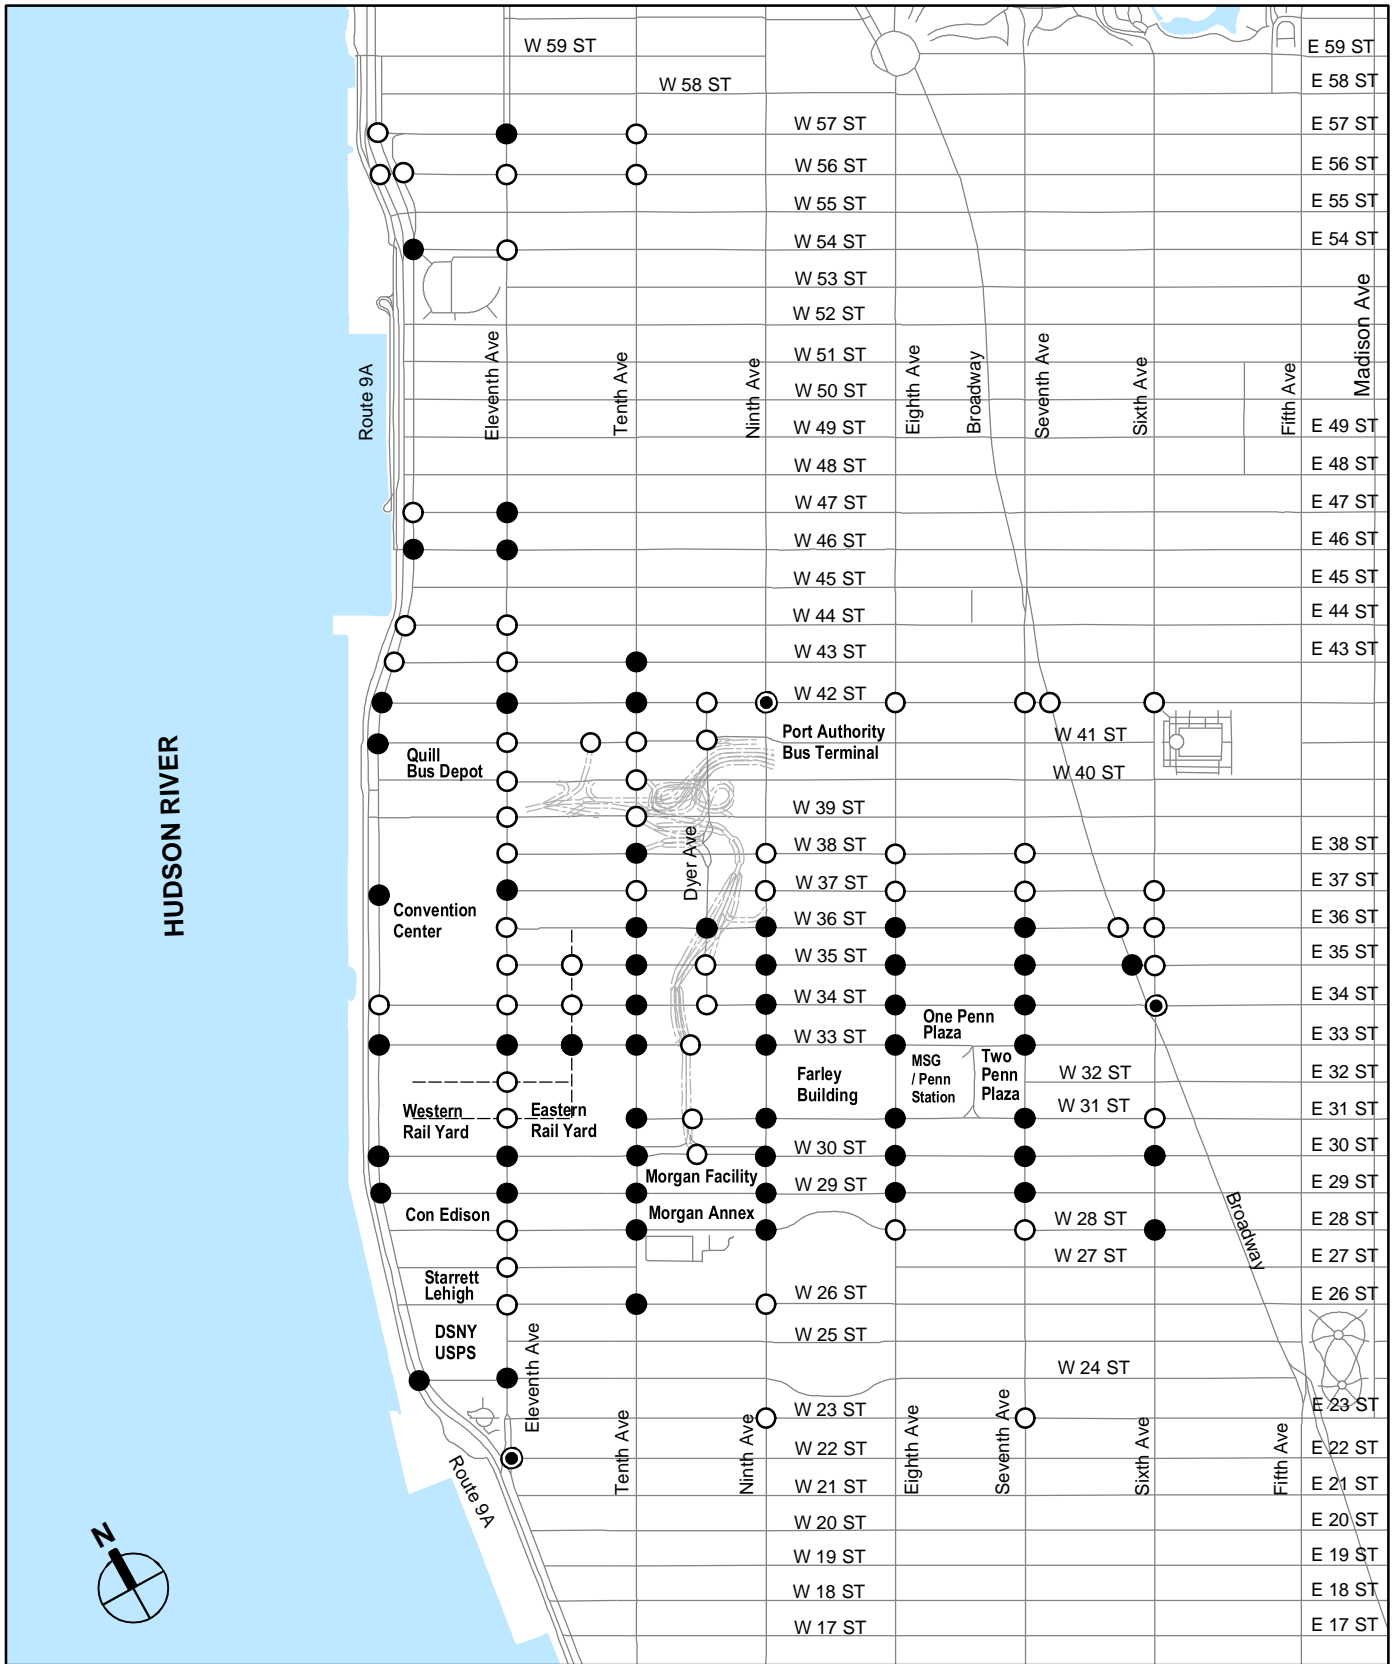 W 59 ST
E 59 ST
W 58 ST
E 58 ST
W 57 ST
E 57 ST
W 56 ST
E 56 ST
W 55 ST
E 55 ST
W 54 ST
E 54 ST
W 53 ST
W 52 ST
W 51 ST
W 50 ST
Route 9A
Eleventh Ave
Tenth Ave
Ninth Ave
Eighth Ave
Broadway
Seventh Ave
Sixth Ave
Fifth Ave
Madison Ave
W 49 ST
E 49 ST
W 48 ST
E 48 ST
W 47 ST
E 47 ST
W 46 ST
E 46 ST
W 45 ST
E 45 ST
W 44 ST
E 44 ST
W 43 ST
E 43 ST
W 42 ST
Port Authority
Bus Terminal
W 41 ST
Quill
Bus Depot
W 40 ST
HUDSON RIVER
W 39 ST
W 38 ST
E 38 ST
Dyer Ave
W 37 ST
E 37 ST
Convention
Center
W 36 ST
E 36 ST
W 35 ST
E 35 ST
W 34 ST
E 34 ST
One Penn
Plaza
W 33 ST
E 33 ST
MSG
/ Penn
Station
Two
Penn
Plaza
Farley
Building
W 32 ST
E 32 ST
Western
Rail Yard
Eastern
Rail Yard
W 31 ST
E 31 ST
W 30 ST
E 30 ST
Morgan Facility
W 29 ST
E 29 ST
Con Edison
Morgan Annex
W 28 ST
E 28 ST
Broadway
W 27 ST
E 27 ST
Starrett
Lehigh
W 26 ST
E 26 ST
DSNY
USPS
W 25 ST
Eleventh Ave
W 24 ST
W 23 ST
E 23 ST
Route 9A
Tenth Ave
Ninth Ave
Eighth Ave
Seventh Ave
Sixth Ave
Fifth Ave
W 22 ST
E 22 ST
W 21 ST
E 21 ST
N
W 20 ST
E 20 ST
W 19 ST
E 19 ST
W 18 ST
E 18 ST
W 17 ST
E 17 ST